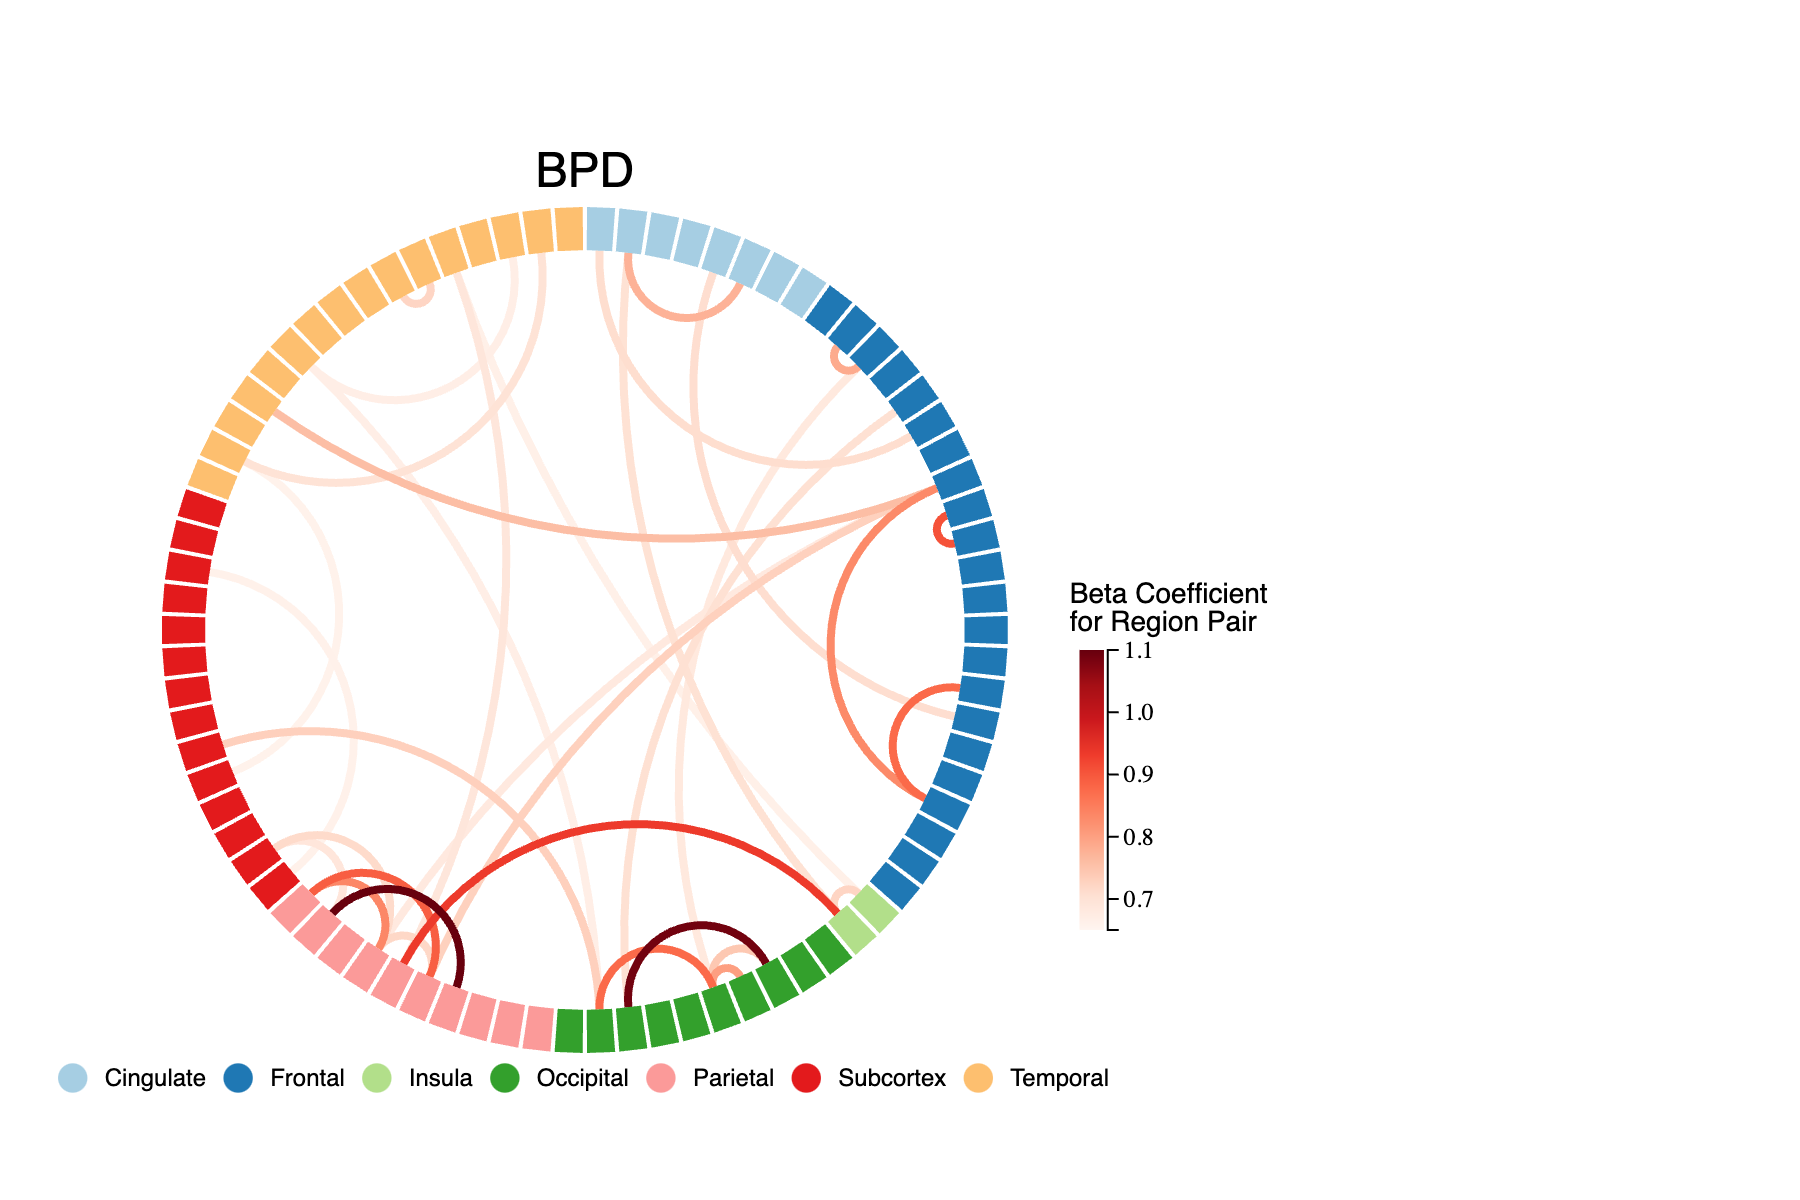 BPD
Beta Coefficient
for Region Pair
1.1
1.0
0.9
0.8
0.7
Cingulate Frontal Insula Occipital Parietal Subcortex Temporal